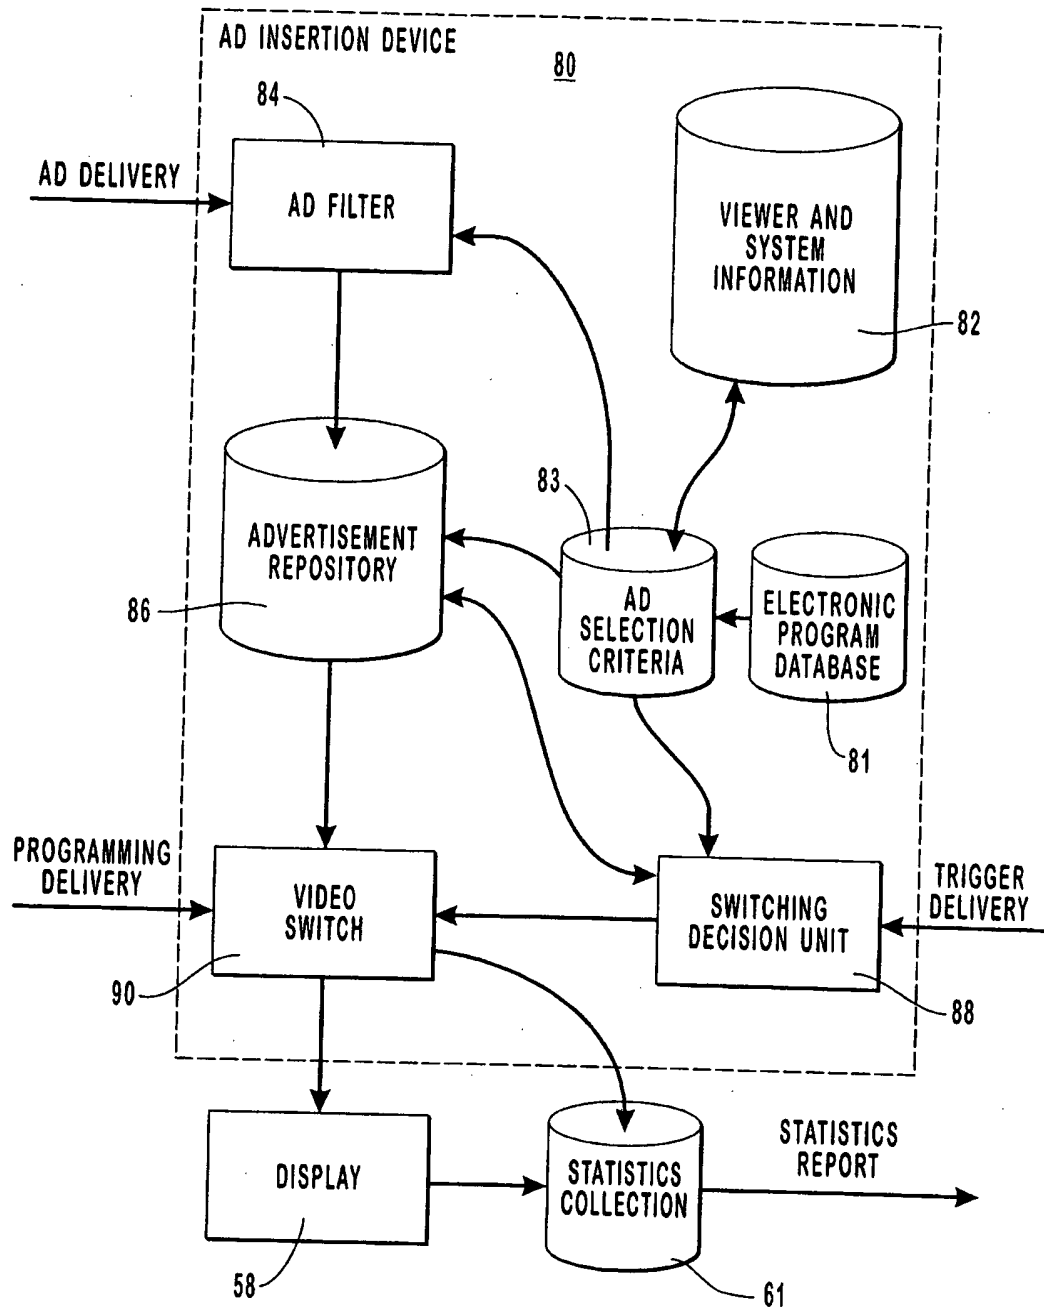 AD INSERTION DEVICE
80
84
AD DELIVERY
AD FILTER
VIEWER AND
SYSTEM
INFORMATION
82
83
ADVERTISEMENT
REPOSITORY
86
AD
SELECTION
CRITERIA
ELECTRONIC
PROGRAM
DATABASE
81
PROGRAMMING
DELIVERY
VIDEO
SWITCH
90
SWITCHING
DECISION UNIT
88
TRIGGER
DELIVERY
DISPLAY
58
STATISTICS
COLLECTION
61
STATISTICS
REPORT